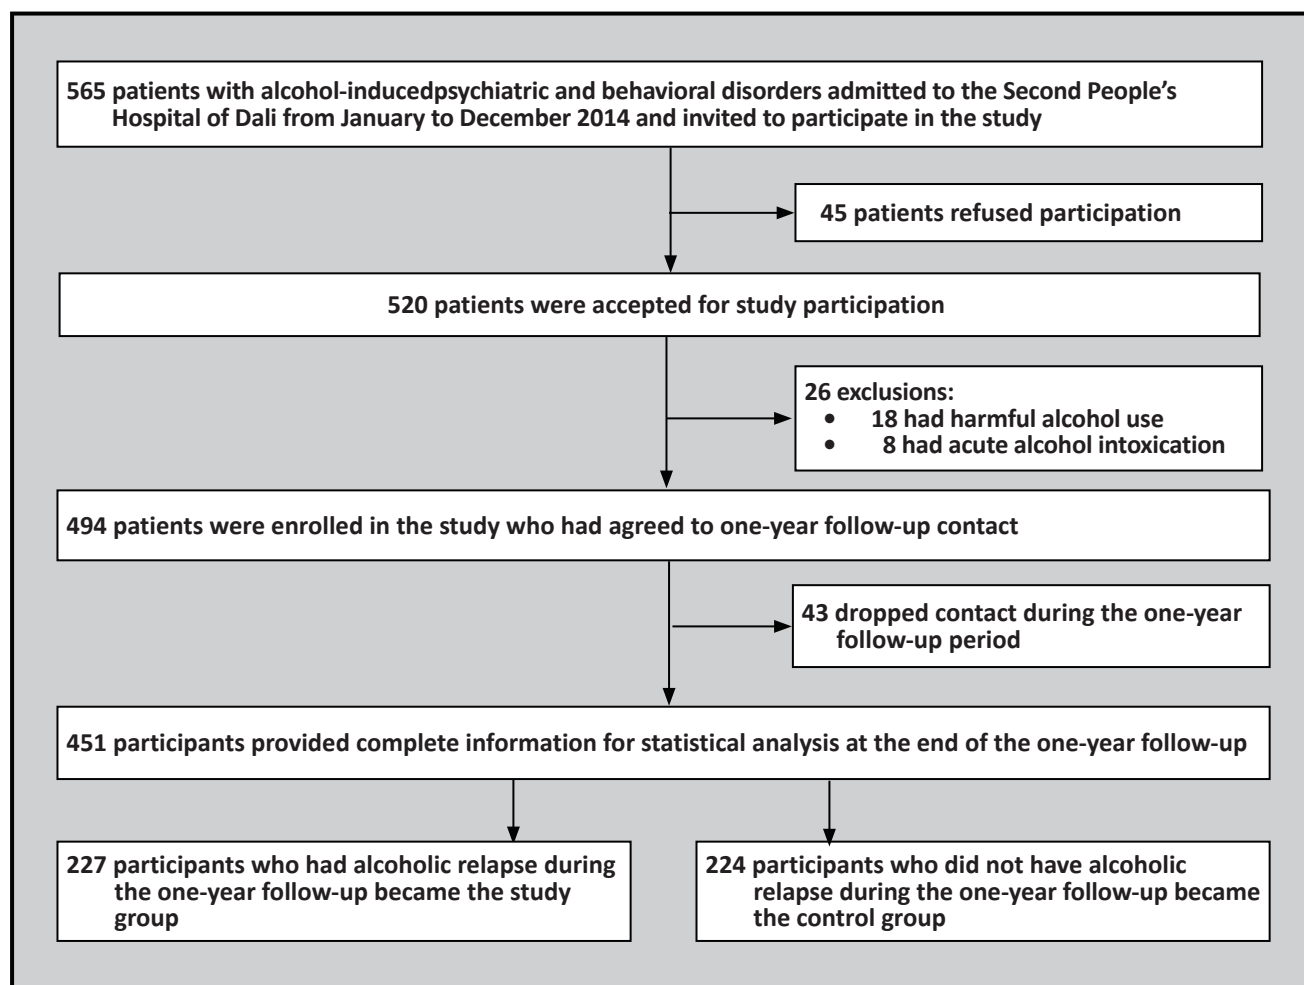 565 patients with alcohol-inducedpsychiatric and behavioral disorders admitted to the Second People’s
Hospital of Dali from January to December 2014 and invited to participate in the study
45 patients refused participation
520 patients were accepted for study participation
26 exclusions:
• 18 had harmful alcohol use
• 8 had acute alcohol intoxication
494 patients were enrolled in the study who had agreed to one-year follow-up contact
43 dropped contact during the one-year
follow-up period
451 participants provided complete information for statistical analysis at the end of the one-year follow-up
227 participants who had alcoholic relapse during
the one-year follow-up became the study
group
224 participants who did not have alcoholic
relapse during the one-year follow-up became
the control group